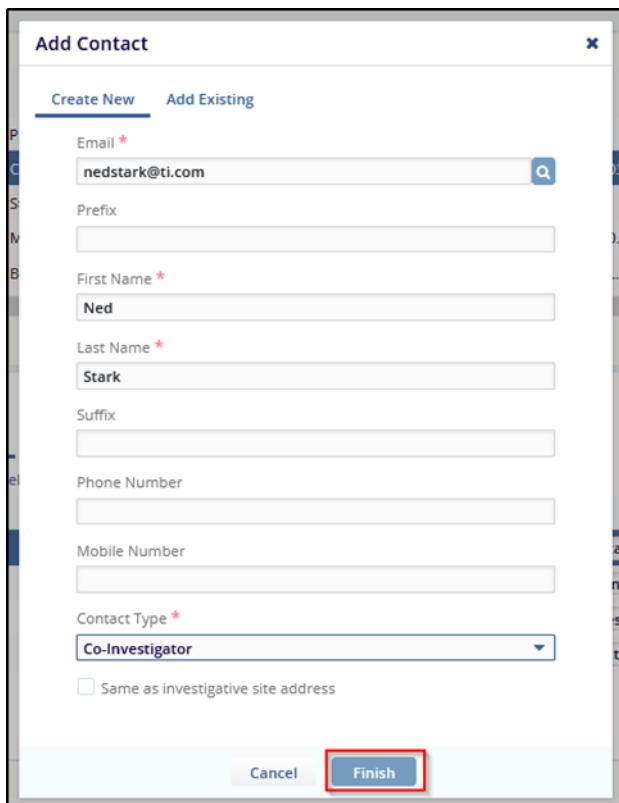 Add Contact
Create New Add Existing
Email *
nedstark@ti.com
Prefix
First Name *
Ned
Last Name *
Stark
Suffix
Phone Number
Mobile Number
Contact Type *
Co-Investigator
Same as investigative site address
Cancel Finish